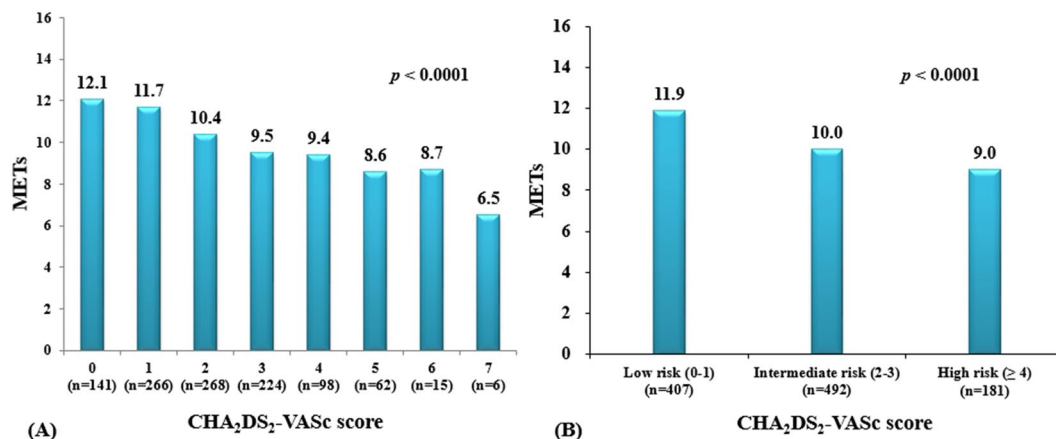 16
14
12
10
8
6
4
2
0
METs
p < 0.0001
12.1
11.7
10.4
9.5
9.4
8.6
8.7
6.5
0 1 2 3 4 5 6 7
(n=141) (n=266) (n=268) (n=224) (n=98) (n=62) (n=15) (n=6)
(A)
CHA₂DS₂-VASc score
16
14
12
10
8
6
4
2
0
METs
p < 0.0001
11.9
10.0
9.0
Low risk (0-1) Intermediate risk (2-3) High risk (≥ 4)
(n=407) (n=492) (n=181)
(B)
CHA₂DS₂-VASc score